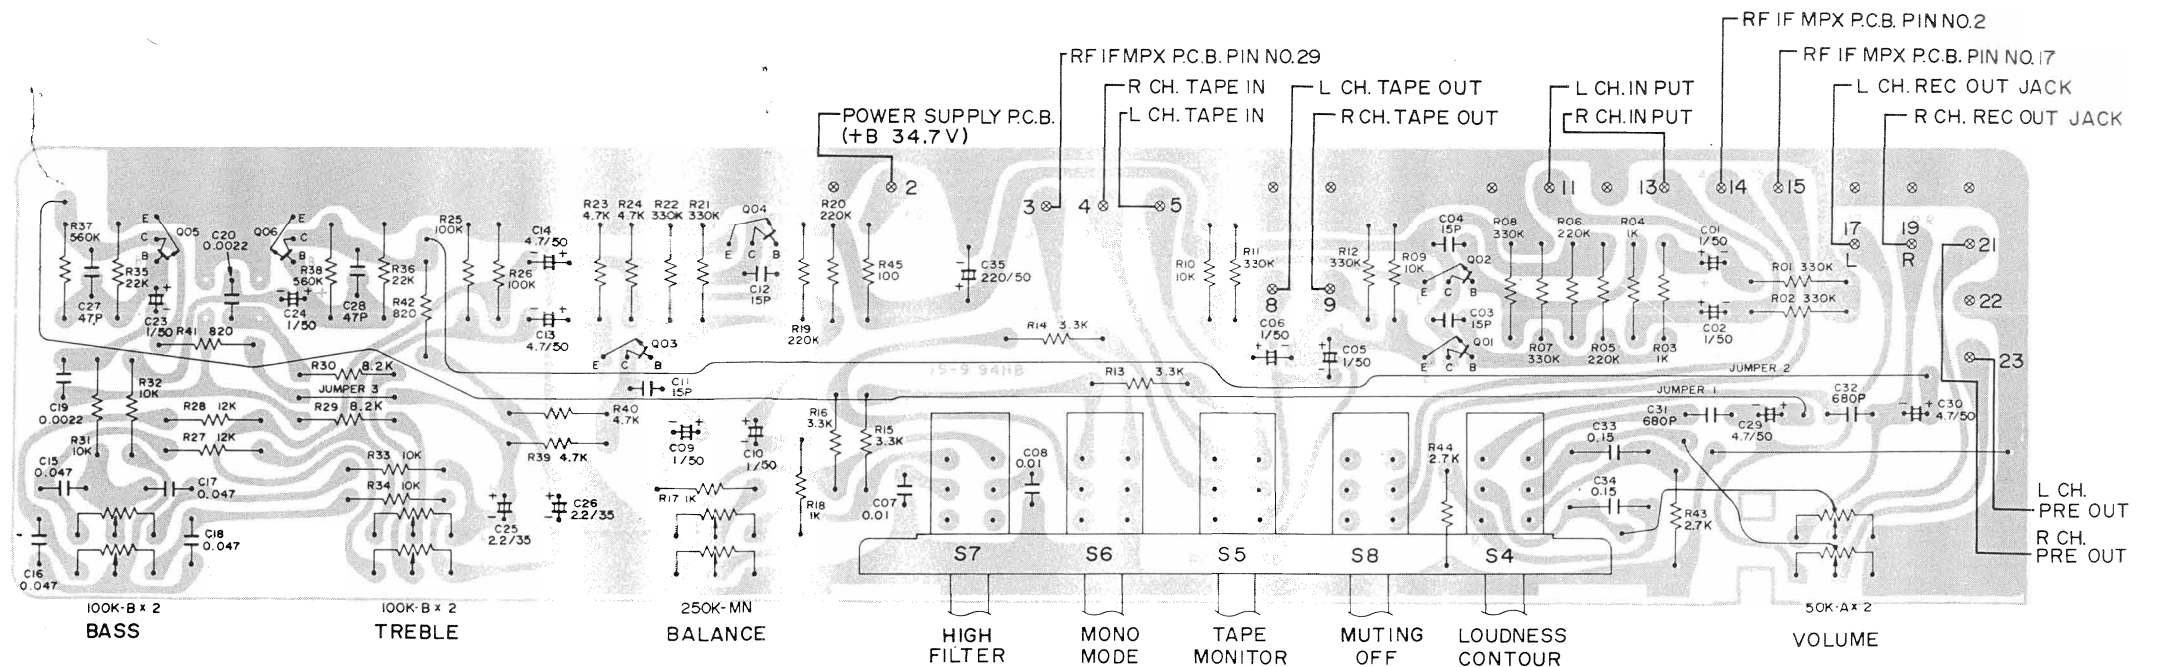 RF IF MPX P.C.B. PIN NO.2
RF IF MPX P.C.B. PIN NO.29
RF IF MPX P.C.B. PIN NO.17
R CH. TAPE IN
L CH. TAPE OUT
L CH. IN PUT
L CH. REC OUT JACK
POWER SUPPLY P.C.B.
(+B 34.7V)
L CH. TAPE IN
R CH. TAPE OUT
R CH. IN PUT
R CH. REC OUT JACK
2
3
4
5
11
13
14
15
R37
560K
E
C
B
Q05
R35
22K
C27
47P
C23
1/50
C20
0.0022
Q06
E
C
B
C24
1/50
R38
560K
C28
47P
R36
22K
R42
820
R41 820
R25
100K
R26
100K
C14
4.7/50
C13
4.7/50
R23
4.7K
R24
4.7K
R22
330K
R21
330K
Q04
E C B
C12
15P
R20
220K
R19
220K
R45
100
C35
220/50
R10
10K
R11
330K
8
9
C06
1/50
C05
1/50
R12
330K
R09
10K
C04
15P
Q02
E C B
C03
15P
Q01
E C B
R08
330K
R06
220K
R04
1K
R07
330K
R05
220K
R03
1K
C01
1/50
C02
1/50
R01 330K
R02 330K
17
L
19
R
21
22
23
Q03
E C B
C11
15P
R14 3.3K
R13 3.3K
15-9 94H8
JUMPER 2
JUMPER 1
C19
0.0022
R32
10K
R31
10K
R30 8.2K
JUMPER 3
R29 8.2K
R28 12K
R27 12K
R40
4.7K
R39 4.7K
R33 10K
R34 10K
C15
0.047
C17
0.047
C16
0.047
C18
0.047
C25
2.2/35
C26
2.2/35
C09
1/50
C10
1/50
R17 1K
R18
1K
R16
3.3K
R15
3.3K
C07
0.01
C08
0.01
R44
2.7K
C33
0.15
C34
0.15
R43
2.7K
C31
680P
C29
4.7/50
C32
680P
C30
4.7/50
L CH.
PRE OUT
R CH.
PRE OUT
S7
S6
S5
S8
S4
100K-B×2
BASS
100K-B×2
TREBLE
250K-MN
BALANCE
HIGH
FILTER
MONO
MODE
TAPE
MONITOR
MUTING
OFF
LOUDNESS
CONTOUR
50K-A×2
VOLUME